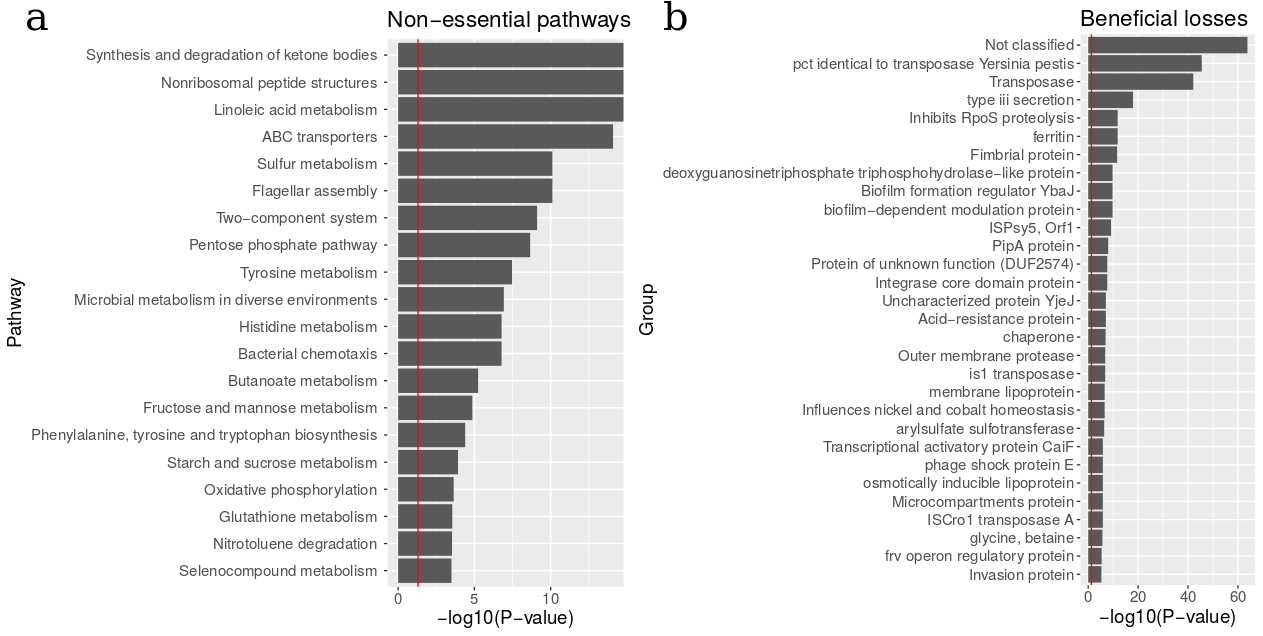 a
Non−essential pathways
Pathway
Synthesis and degradation of ketone bodies
Nonribosomal peptide structures
Linoleic acid metabolism
ABC transporters
Sulfur metabolism
Flagellar assembly
Two−component system
Pentose phosphate pathway
Tyrosine metabolism
Microbial metabolism in diverse environments
Histidine metabolism
Bacterial chemotaxis
Butanoate metabolism
Fructose and mannose metabolism
Phenylalanine, tyrosine and tryptophan biosynthesis
Starch and sucrose metabolism
Oxidative phosphorylation
Glutathione metabolism
Nitrotoluene degradation
Selenocompound metabolism
0 5 10
−log10(P−value)
b
Beneficial losses
Group
Not classified
pct identical to transposase Yersinia pestis
Transposase
type iii secretion
Inhibits RpoS proteolysis
ferritin
Fimbrial protein
deoxyguanosinetriphosphate triphosphohydrolase−like protein
Biofilm formation regulator YbaJ
biofilm−dependent modulation protein
ISPsy5, Orf1
PipA protein
Protein of unknown function (DUF2574)
Integrase core domain protein
Uncharacterized protein YjeJ
Acid−resistance protein
chaperone
Outer membrane protease
is1 transposase
membrane lipoprotein
Influences nickel and cobalt homeostasis
arylsulfate sulfotransferase
Transcriptional activatory protein CaiF
phage shock protein E
osmotically inducible lipoprotein
Microcompartments protein
ISCro1 transposase A
glycine, betaine
frv operon regulatory protein
Invasion protein
0 20 40 60
−log10(P−value)